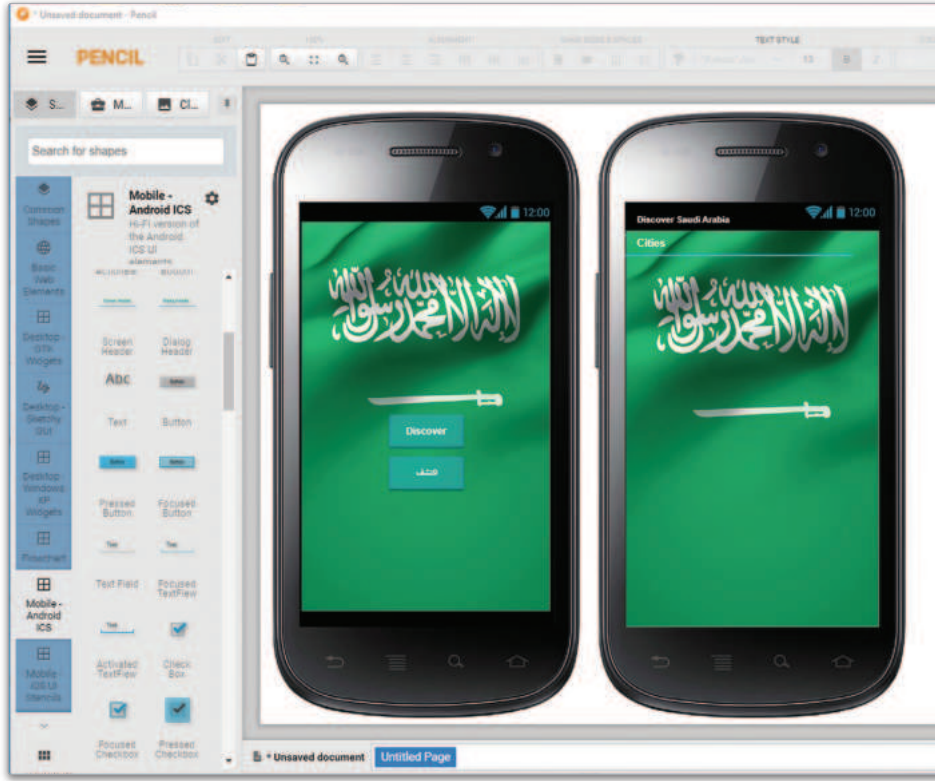 * Unsaved document - Pencil
PENCIL
TEXT STYLE
13
B
S...
M...
Cl...
Search for shapes
Common
Shapes
Basic
Web
Elements
Desktop -
GTK
Widgets
Desktop -
Sketchy
GUI
Desktop -
Windows
XP
Widgets
Flowchart
Mobile -
Android
ICS
Mobile -
iOS UI
Stencils
Mobile -
Android ICS
Hi-Fi version of
the Android
ICS UI
elements
Screen
Header
Dialog
Header
ABC
Text
Button
Pressed
Button
Focused
Button
Text Field
Focused
TextFiew
Activated
TextFiew
Check
Box
Focused
Checkbox
Pressed
Checkbox
12:00
لا إله إلا الله محمد رسول الله
Discover
12:00
Discover Saudi Arabia
Cities
لا إله إلا الله محمد رسول الله
* Unsaved document
Untitled Page